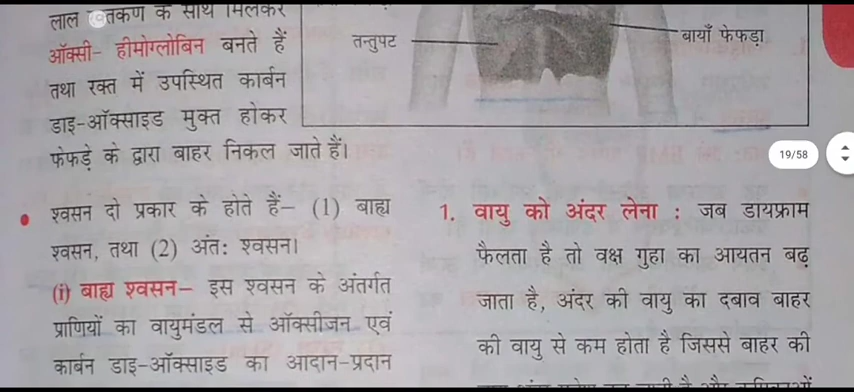 लाल रक्तकण के साथ मिलकर
ऑक्सी- हीमोग्लोबिन बनते हैं
तथा रक्त में उपस्थित कार्बन
डाइ-ऑक्साइड मुक्त होकर
फेफड़े के द्वारा बाहर निकल जाते हैं।
श्वसन दो प्रकार के होते हैं– (1) बाह्य
श्वसन, तथा (2) अंतः श्वसन।
(i) बाह्य श्वसन– इस श्वसन के अंतर्गत
प्राणियों का वायुमंडल से ऑक्सीजन एवं
कार्बन डाइ-ऑक्साइड का आदान-प्रदान
तन्तुपट
बायाँ फेफड़ा
19/58
1. वायु को अंदर लेना : जब डायफ्राम
फैलता है तो वक्ष गुहा का आयतन बढ़
जाता है, अंदर की वायु का दबाव बाहर
की वायु से कम होता है जिससे बाहर की